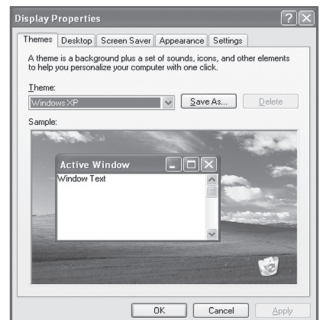 Display Properties
Themes Desktop Screen Saver Appearance Settings
A theme is a background plus a set of sounds, icons, and other elements
to help you personalize your computer with one click.
Theme:
Windows XP Save As... Delete
Sample:
Active Window
Window Text
OK Cancel Apply